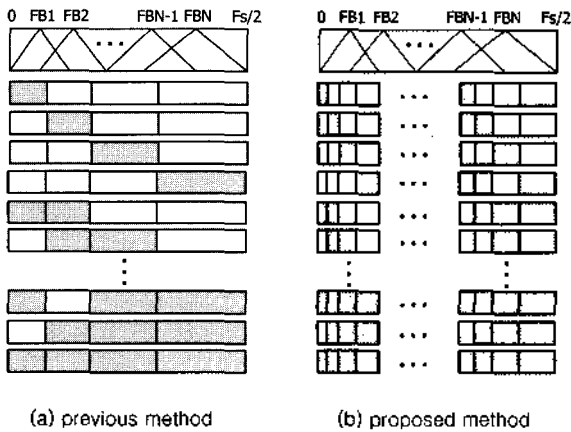 0 FB1 FB2 FBN-1 FBN Fs/2
0 FB1 FB2 FBN-1 FBN Fs/2
(a) previous method
(b) proposed method